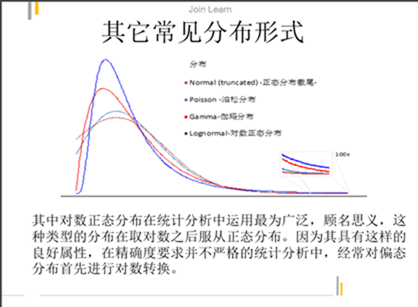 Join Learn
其它常见分布形式
分布
Normal (truncated) -正态分布截尾-
Poisson -泊松分布
Gamma-伽玛分布
Lognormal-对数正态分布-
100x
其中对数正态分布在统计分析中运用最为广泛，顾名思义，这
种类型的分布在取对数之后服从正态分布。因为其具有这样的
良好属性，在精确度要求并不严格的统计分析中，经常对偏态
分布首先进行对数转换。